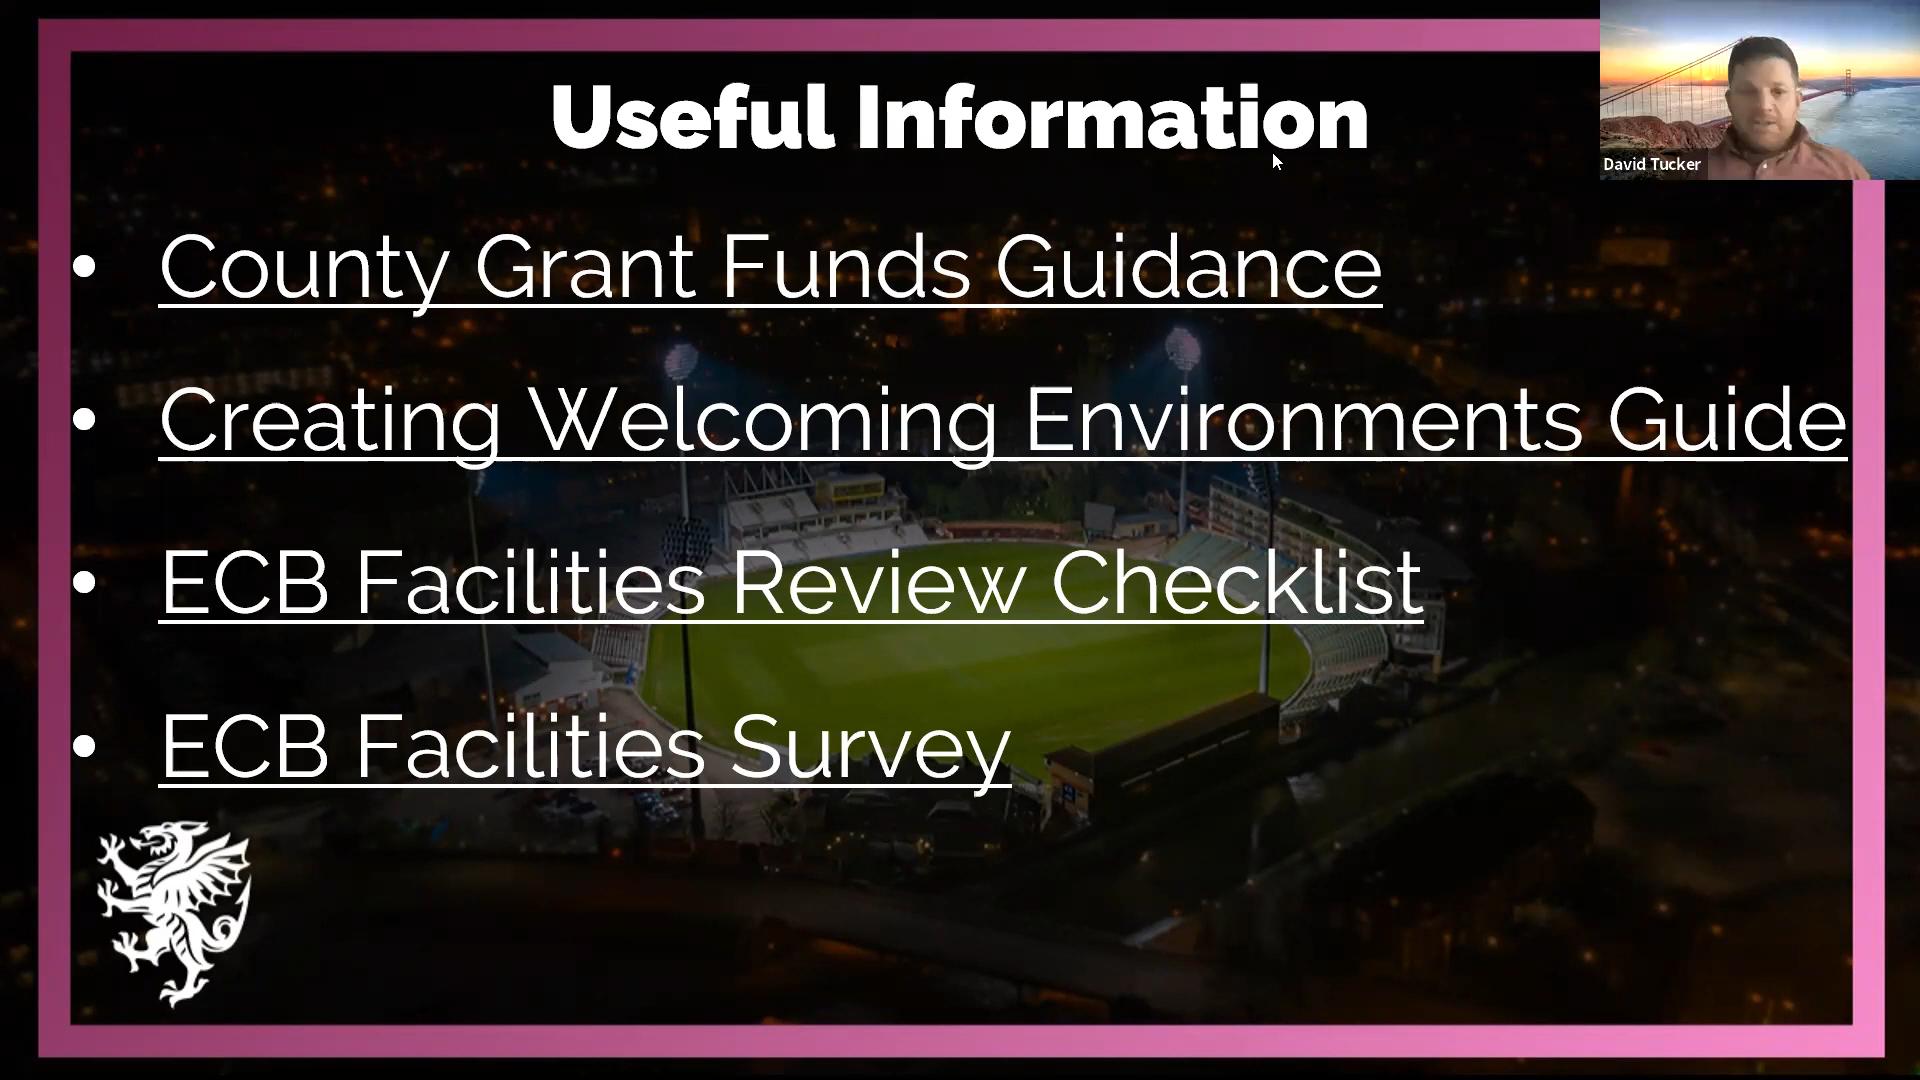 Useful Information
David Tucker
County Grant Funds Guidance
Creating Welcoming Environments Guide
ECB Facilities Review Checklist
ECB Facilities Survey